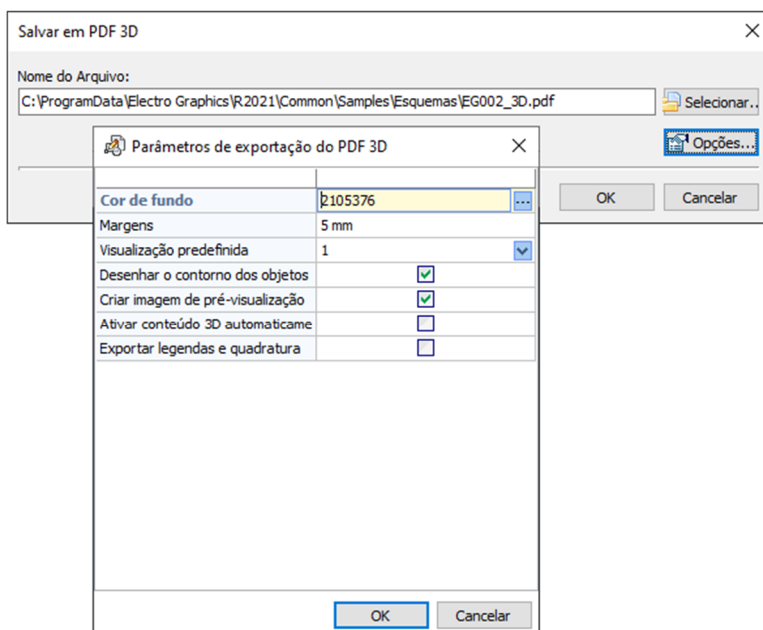 Salvar em PDF 3D
Nome do Arquivo:
C:\ProgramData\Electro Graphics\R2021\Common\Samples\Esquemas\EG002_3D.pdf
Selecionar..
Opções...
OK
Cancelar
Parâmetros de exportação do PDF 3D
Cor de fundo 2105376 ...
Margens 5 mm
Visualização predefinida 1
Desenhar o contorno dos objetos
Criar imagem de pré-visualização
Ativar conteúdo 3D automaticame
Exportar legendas e quadratura
OK
Cancelar